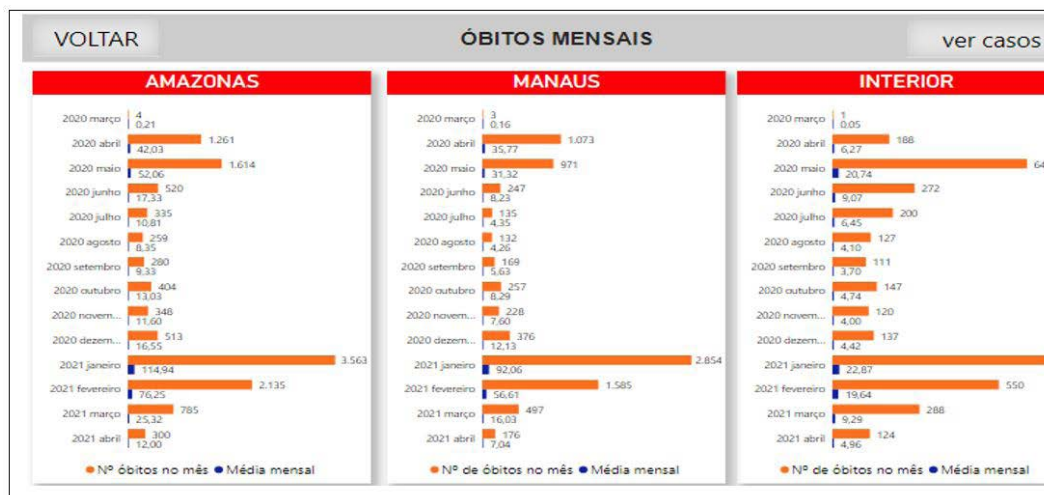 VOLTAR
ÓBITOS MENSAIS
ver casos
AMAZONAS
2020 março 4 0,21
2020 abril 1.261 42,03
2020 maio 1.614 52,06
2020 junho 520 17,33
2020 julho 335 10,81
2020 agosto 259 8,35
2020 setembro 280 9,33
2020 outubro 404 13,03
2020 novem... 348 11,60
2020 dezem... 513 16,55
2021 janeiro 3.563 114,94
2021 fevereiro 2.135 76,25
2021 março 785 25,32
2021 abril 300 12,00
Nº óbitos no mês Média mensal
MANAUS
2020 março 3 0,16
2020 abril 1.073 35,77
2020 maio 971 31,32
2020 junho 247 8,23
2020 julho 135 4,35
2020 agosto 132 4,26
2020 setembro 169 5,63
2020 outubro 257 8,29
2020 novem... 228 7,60
2020 dezem... 376 12,13
2021 janeiro 2.854 92,06
2021 fevereiro 1.585 56,61
2021 março 497 16,03
2021 abril 176 7,04
Nº de óbitos no mês Média mensal
INTERIOR
2020 março 1 0,05
2020 abril 188 6,27
2020 maio 20,74
2020 junho 272 9,07
2020 julho 200 6,45
2020 agosto 127 4,10
2020 setembro 111 3,70
2020 outubro 147 4,74
2020 novem... 120 4,00
2020 dezem... 137 4,42
2021 janeiro 22,87
2021 fevereiro 550 19,64
2021 março 288 9,29
2021 abril 124 4,96
Nº de óbitos no mês Média mensal